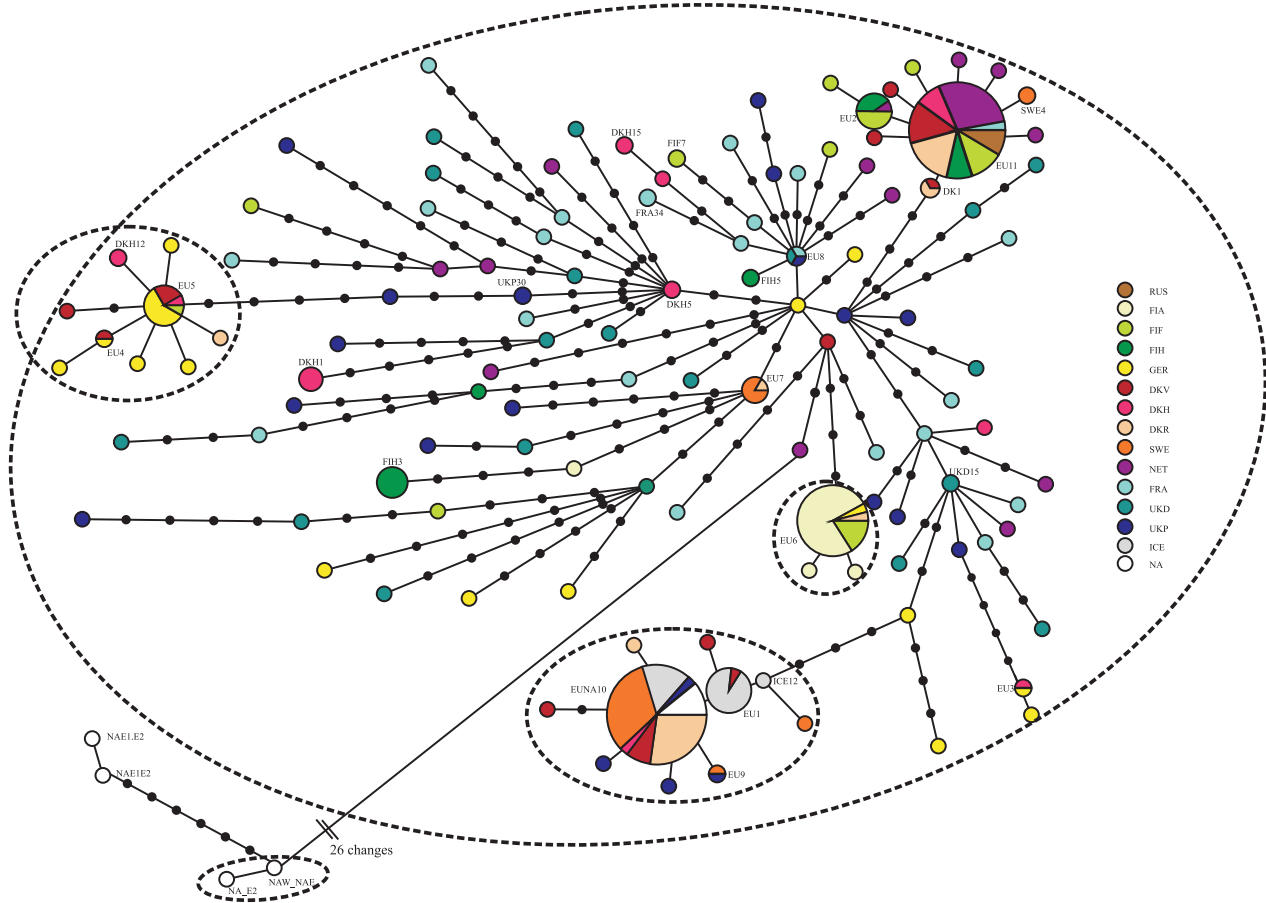 DKH15
FIF7
FRA34
EU2
SWE4
EU11
DK1
EU8
FIH5
DKH12
EU5
EU4
UKP30
DKH5
DKH1
EU7
FIH3
EU6
UKD15
EUNA10
ICE12
EU1
EU9
EU3
NAE1.E2
NAE1E2
26 changes
NA_E2
NAW_NAE
RUS
FIA
FIF
FIH
GER
DKV
DKH
DKR
SWE
NET
FRA
UKD
UKP
ICE
NA